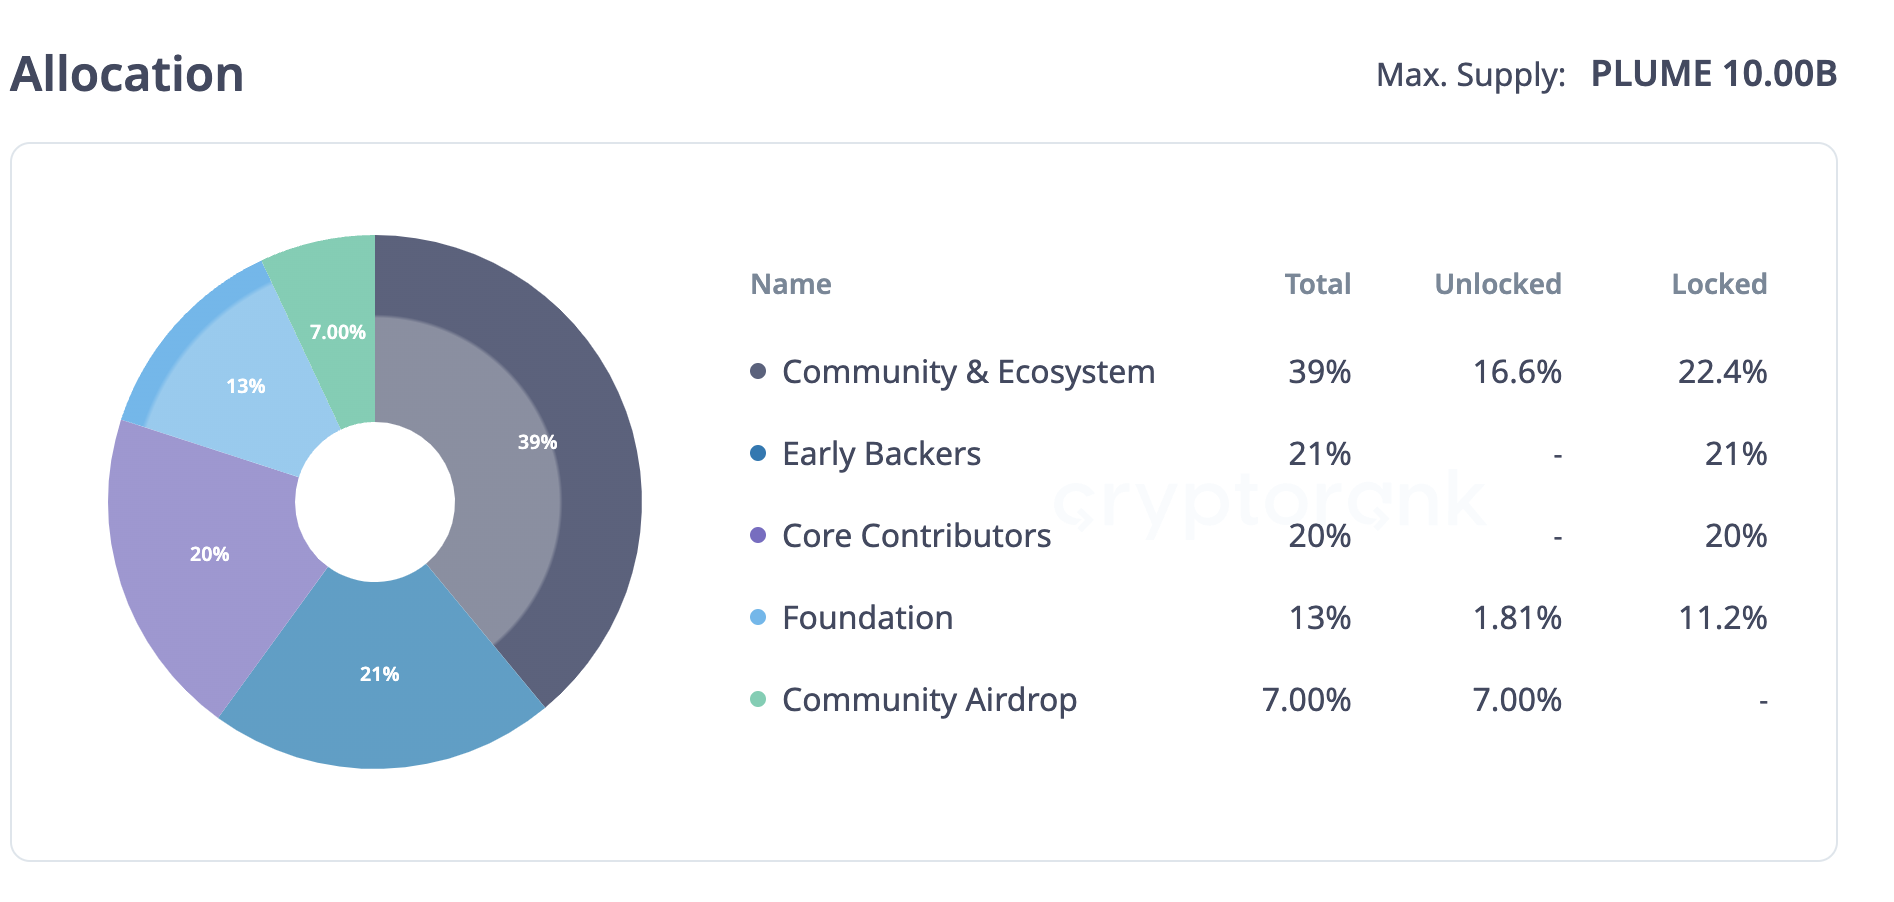 Allocation
Max. Supply: PLUME 10.00B
7.00%
13%
39%
20%
21%
Name Total Unlocked Locked
Community & Ecosystem 39% 16.6% 22.4%
Early Backers 21% - 21%
cryptorank
Core Contributors 20% - 20%
Foundation 13% 1.81% 11.2%
Community Airdrop 7.00% 7.00% -